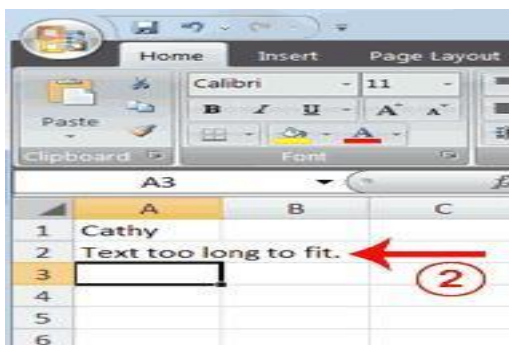 Home Insert Page Layout
Calibri 11
B I U A A
Paste A
Clipboard Font
A3
A B C
1 Cathy
2 Text too long to fit.
2
3
4
5
6